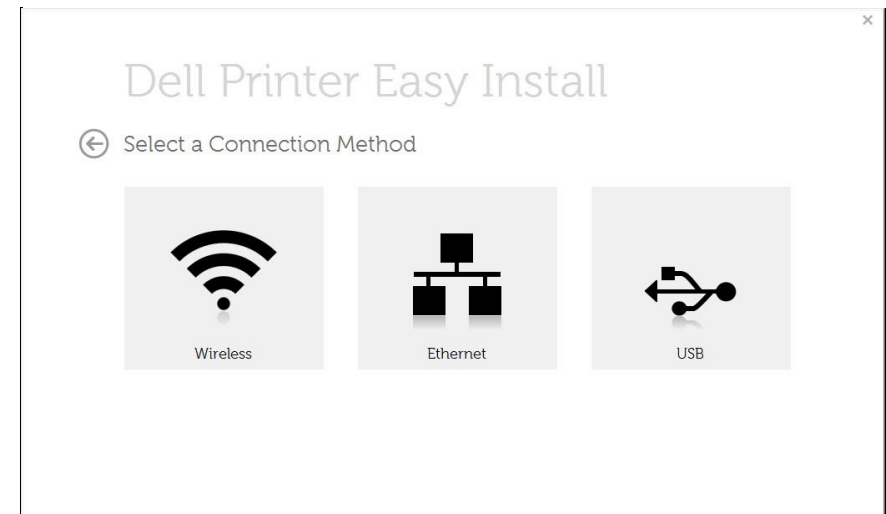 Dell Printer Easy Install
Select a Connection Method
Wireless
Ethernet
USB